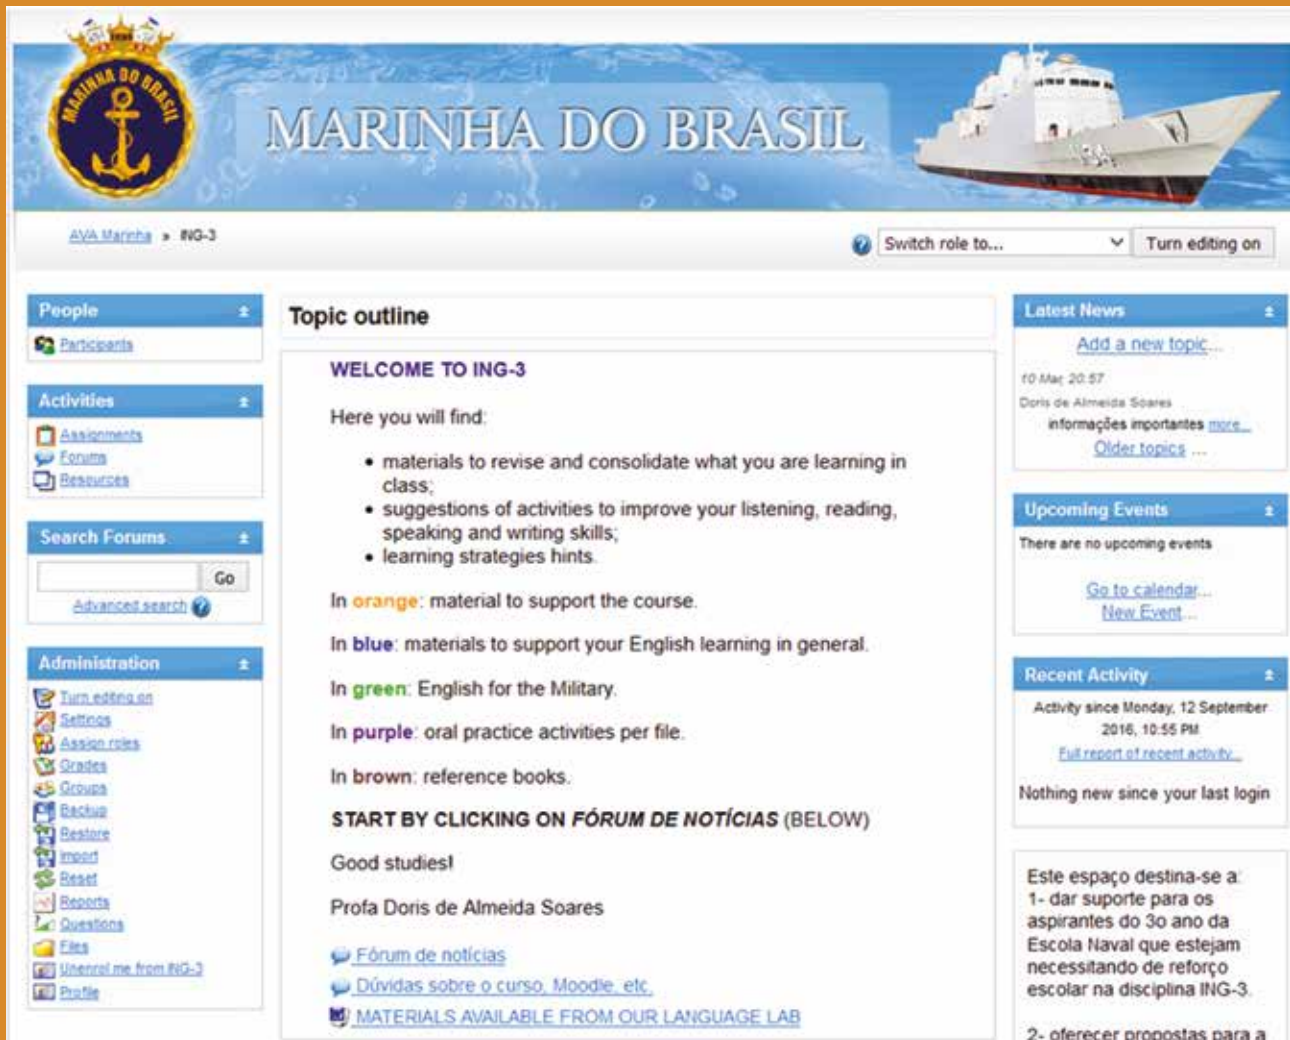 MARINHA DO BRASIL
MARINHA DO BRASIL
AVA Marinha » ING-3
Switch role to...
Turn editing on
People
Participants
Activities
Assignments
Forums
Resources
Search Forums
Go
Advanced search
Administration
Turn editing on
Settings
Assign roles
Grades
Groups
Backup
Restore
Import
Reset
Reports
Questions
Files
Unenrol me from ING-3
Profile
Topic outline
WELCOME TO ING-3
Here you will find:
• materials to revise and consolidate what you are learning in
class;
• suggestions of activities to improve your listening, reading,
speaking and writing skills;
• learning strategies hints.
In orange: material to support the course.
In blue: materials to support your English learning in general.
In green: English for the Military.
In purple: oral practice activities per file.
In brown: reference books.
START BY CLICKING ON FÓRUM DE NOTÍCIAS (BELOW)
Good studies!
Profa Doris de Almeida Soares
Fórum de notícias
Dúvidas sobre o curso, Moodle, etc.
MATERIALS AVAILABLE FROM OUR LANGUAGE LAB
Latest News
Add a new topic...
10 Mar, 20:57
Doris de Almeida Soares
informações importantes more...
Older topics ...
Upcoming Events
There are no upcoming events
Go to calendar...
New Event...
Recent Activity
Activity since Monday, 12 September
2016, 10:55 PM
Full report of recent activity...
Nothing new since your last login
Este espaço destina-se a:
1- dar suporte para os
aspirantes do 3o ano da
Escola Naval que estejam
necessitando de reforço
escolar na disciplina ING-3.
2- oferecer propostas para a